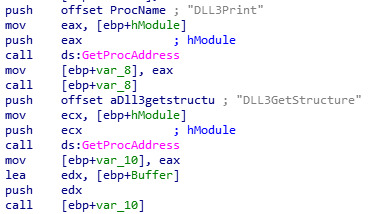 push offset ProcName ; "DLL3Print"
mov eax, [ebp+hModule]
push eax ; hModule
call ds:GetProcAddress
mov [ebp+var_8], eax
call [ebp+var_8]
push offset aDll3getstructu ; "DLL3GetStructure"
mov ecx, [ebp+hModule]
push ecx ; hModule
call ds:GetProcAddress
mov [ebp+var_10], eax
lea edx, [ebp+Buffer]
push edx
call [ebp+var_10]